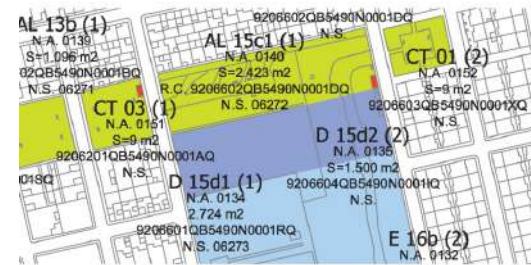 AL 13b (1)
N.A. 0139
S=1.096 m2
02QB5490N0001BQ
N.S. 06271
9206602QB5490N0001DQ
N.S.
AL 15c1 (1)
N.A. 0140
S=2.423 m2
R.C. 9206602QB5490N0001DQ
N.S. 06272
CT 01 (2)
N.A. 0152
S=9 m2
9206603QB5490N0001XQ
N.S.
CT 03 (1)
N.A. 0151
S=9 m2
9206201QB5490N0001AQ
N.S.
D 15d2 (2)
N.A. 0135
S=1.500 m2
9206604QB5490N0001IQ
N.S.
001SQ
D 15d1 (1)
N.A. 0134
2.724 m2
9206601QB5490N0001RQ
N.S. 06273
E 16b (2)
N.A. 0132